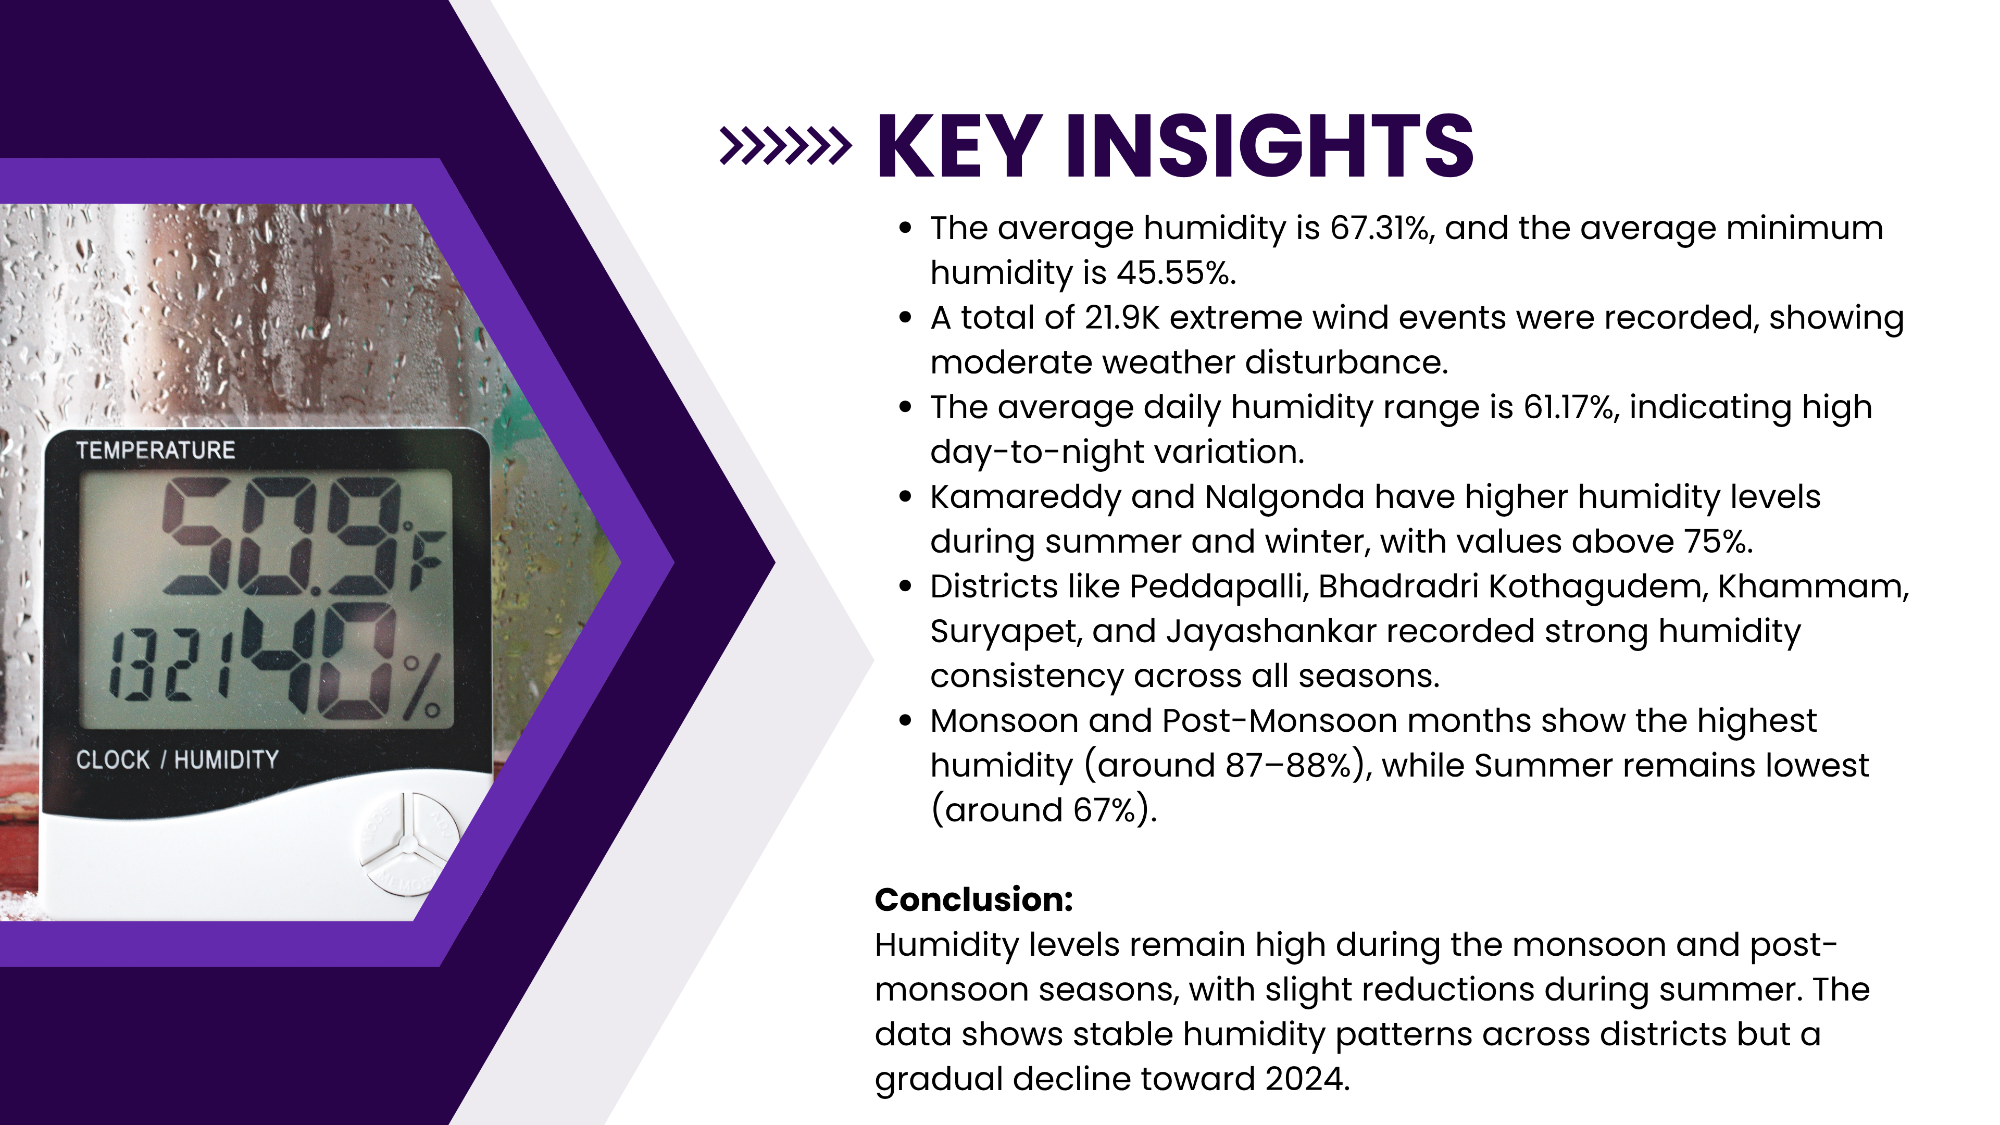 KEY INSIGHTS
• The average humidity is 67.31%, and the average minimum
humidity is 45.55%.
• A total of 21.9K extreme wind events were recorded, showing
moderate weather disturbance.
• The average daily humidity range is 61.17%, indicating high
day-to-night variation.
• Kamareddy and Nalgonda have higher humidity levels
during summer and winter, with values above 75%.
• Districts like Peddapalli, Bhadradri Kothagudem, Khammam,
Suryapet, and Jayashankar recorded strong humidity
consistency across all seasons.
• Monsoon and Post-Monsoon months show the highest
humidity (around 87–88%), while Summer remains lowest
(around 67%).
Conclusion:
Humidity levels remain high during the monsoon and post-
monsoon seasons, with slight reductions during summer. The
data shows stable humidity patterns across districts but a
gradual decline toward 2024.
TEMPERATURE
50.9°F
1321 40%
CLOCK / HUMIDITY
MODE
MEMORY